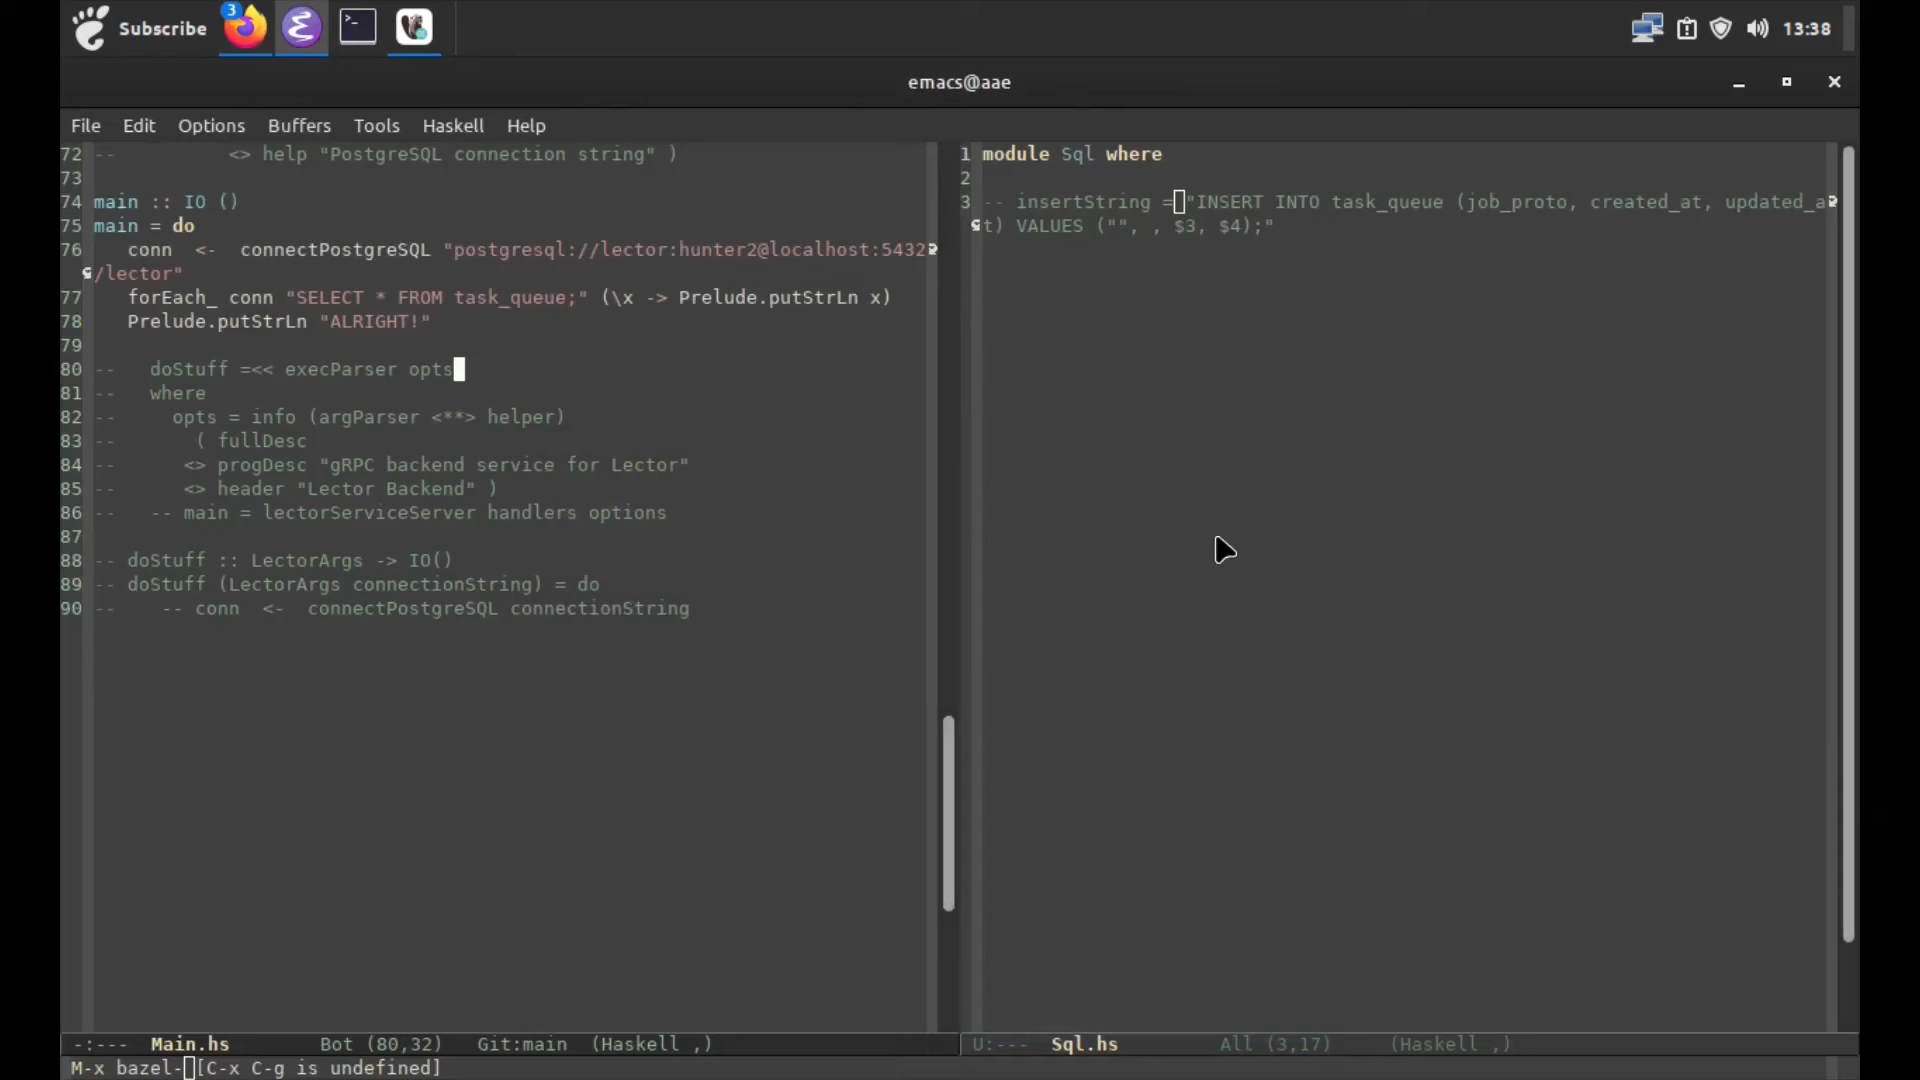 Subscribe
3
13:38
emacs@aae
File Edit Options Buffers Tools Haskell Help
72 --          <> help "PostgreSQL connection string" )
73
74 main :: IO ()
75 main = do
76    conn  <-  connectPostgreSQL "postgresql://lector:hunter2@localhost:5432
/lector"
77    forEach_ conn "SELECT * FROM task_queue;" (\x -> Prelude.putStrLn x)
78    Prelude.putStrLn "ALRIGHT!"
79
80 --   doStuff =<< execParser opts
81 --   where
82 --     opts = info (argParser <**> helper)
83 --       ( fullDesc
84 --      <> progDesc "gRPC backend service for Lector"
85 --      <> header "Lector Backend" )
86 --   -- main = lectorServiceServer handlers options
87
88 -- doStuff :: LectorArgs -> IO()
89 -- doStuff (LectorArgs connectionString) = do
90 --    -- conn  <-  connectPostgreSQL connectionString
-:---  Main.hs        Bot (80,32)   Git:main  (Haskell ,)
1 module Sql where
2
3 -- insertString = "INSERT INTO task_queue (job_proto, created_at, updated_a
t) VALUES ("", , $3, $4);"
U:---  Sql.hs         All (3,17)     (Haskell ,)
M-x bazel- [C-x C-g is undefined]